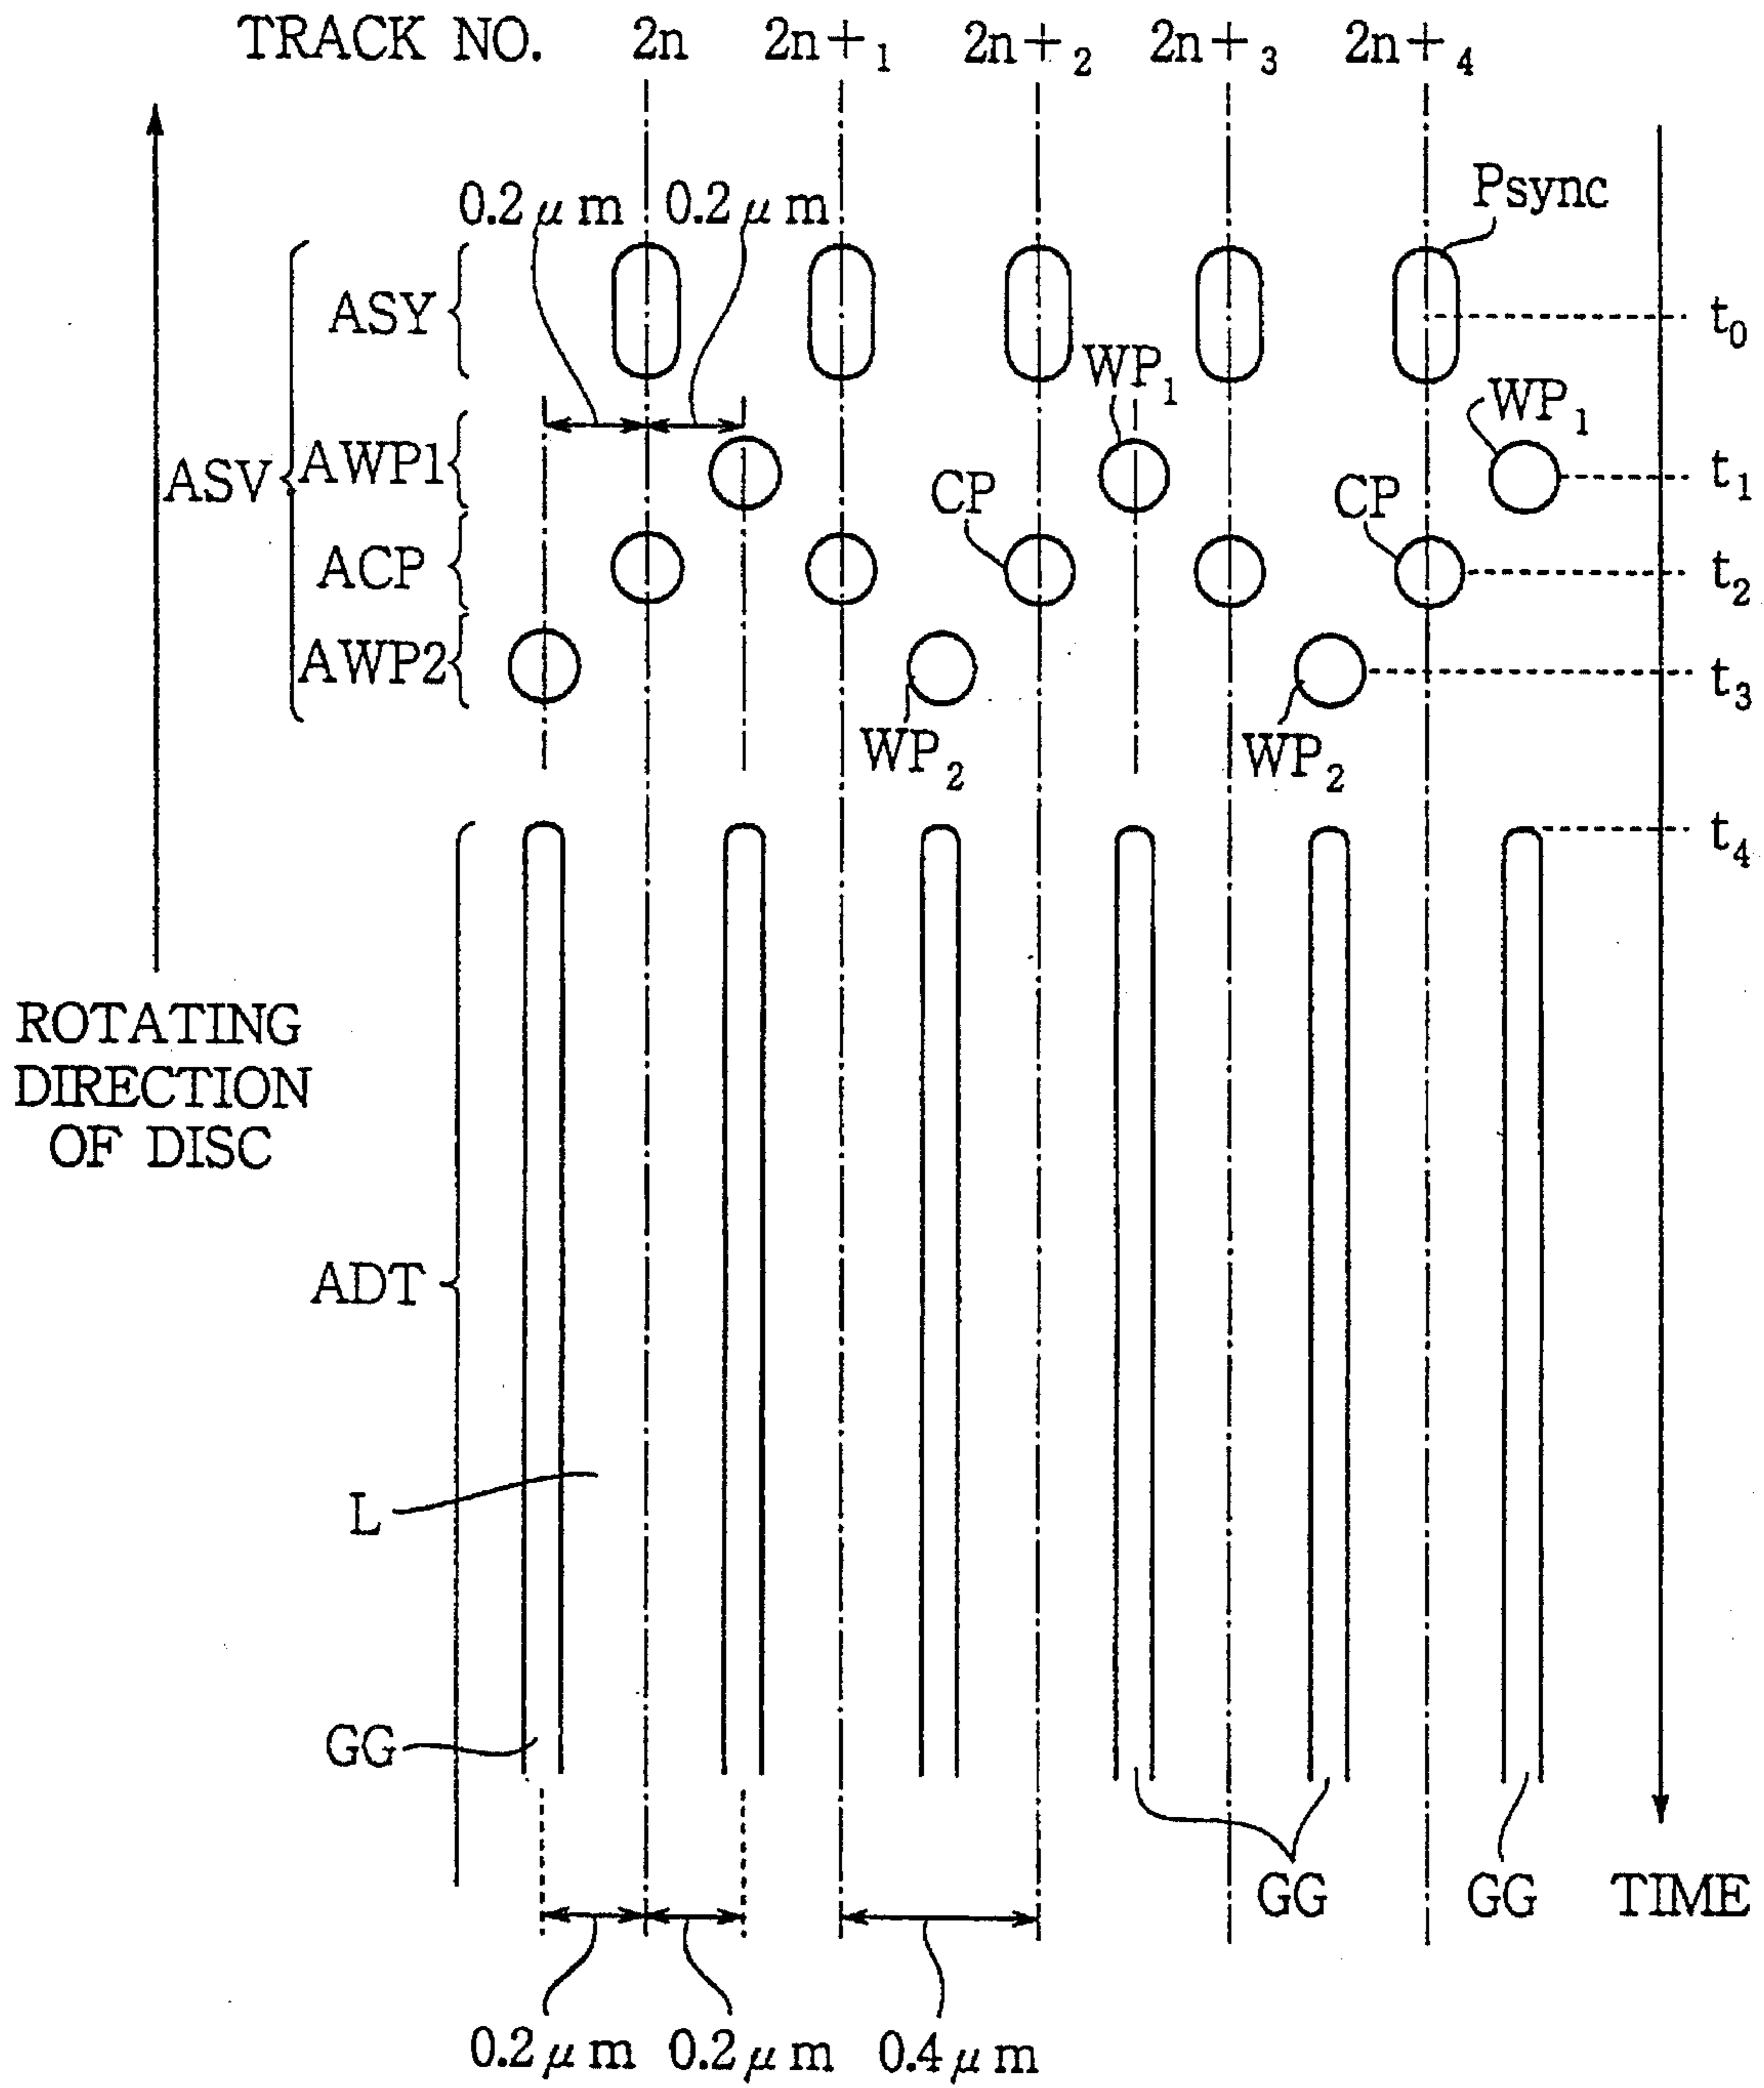 TRACK NO. 2n 2n+1 2n+2 2n+3 2n+4
Psync
0.2μm 0.2μm
ASY
t0
WP1
WP1
AWP1
ASV
CP
CP
t1
ACP
t2
AWP2
t3
WP2
WP2
t4
ROTATING
DIRECTION
OF DISC
ADT
L
GG
GG GG TIME
0.2μm 0.2μm 0.4μm